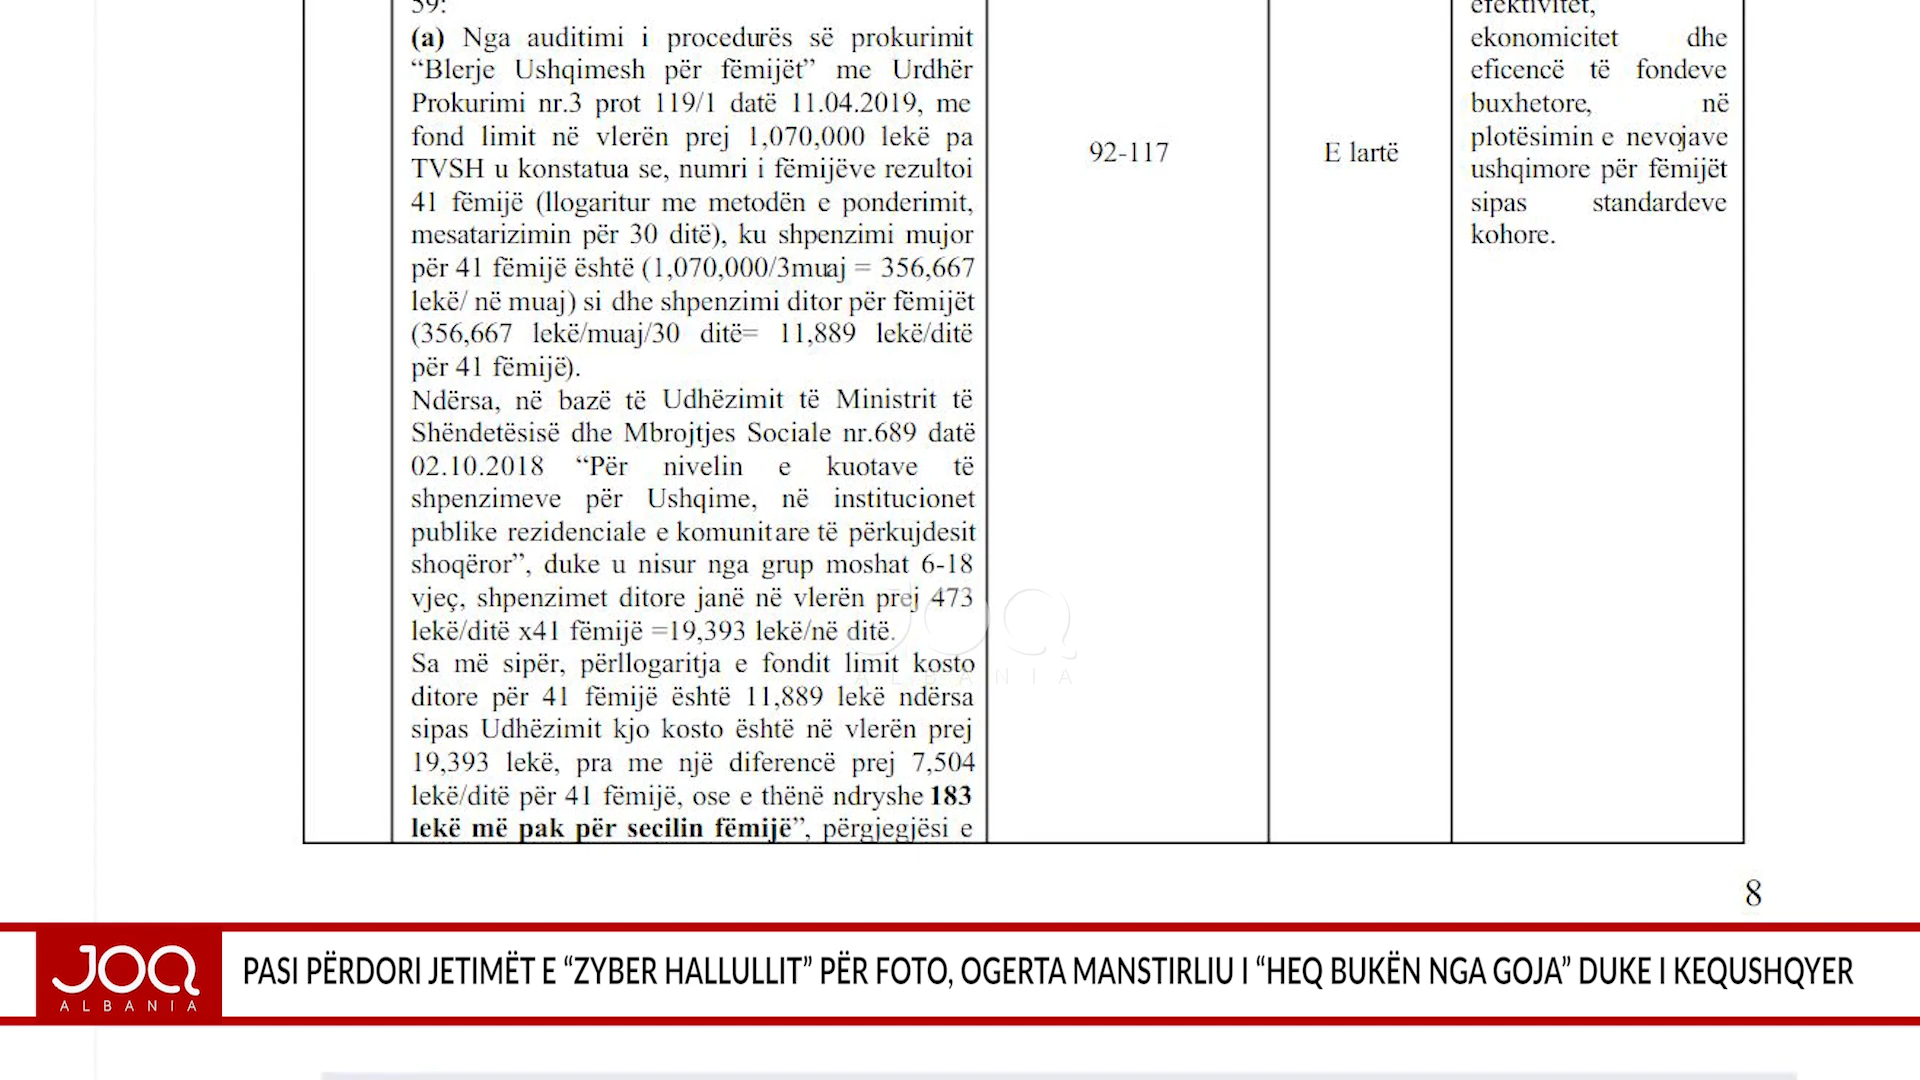 59:
(a) Nga auditimi i procedurës së prokurimit
“Blerje Ushqimesh për fëmijët” me Urdhër
Prokurimi nr.3 prot 119/1 datë 11.04.2019, me
fond limit në vlerën prej 1,070,000 lekë pa
TVSH u konstatua se, numri i fëmijëve rezultoi
41 fëmijë (llogaritur me metodën e ponderimit,
mesatarizimin për 30 ditë), ku shpenzimi mujor
për 41 fëmijë është (1,070,000/3muaj = 356,667
lekë/ në muaj) si dhe shpenzimi ditor për fëmijët
(356,667 lekë/muaj/30 ditë= 11,889 lekë/ditë
për 41 fëmijë).
Ndërsa, në bazë të Udhëzimit të Ministrit të
Shëndetësisë dhe Mbrojtjes Sociale nr.689 datë
02.10.2018 “Për nivelin e kuotave të
shpenzimeve për Ushqime, në institucionet
publike rezidenciale e komunitare të përkujdesit
shoqëror”, duke u nisur nga grup moshat 6-18
vjeç, shpenzimet ditore janë në vlerën prej 473
lekë/ditë x41 fëmijë =19,393 lekë/në ditë.
Sa më sipër, përllogaritja e fondit limit kosto
ditore për 41 fëmijë është 11,889 lekë ndërsa
sipas Udhëzimit kjo kosto është në vlerën prej
19,393 lekë, pra me një diferencë prej 7,504
lekë/ditë për 41 fëmijë, ose e thënë ndryshe 183
lekë më pak për secilin fëmijë”, përgjegjësi e
92-117
E lartë
efektivitet,
ekonomicitet dhe
eficencë të fondeve
buxhetore, në
plotësimin e nevojave
ushqimore për fëmijët
sipas standardeve
kohore.
JOQ
ALBANIA
8
JOQ
ALBANIA
PASI PËRDORI JETIMËT E “ZYBER HALLULLIT” PËR FOTO, OGERTA MANSTIRLIU I “HEQ BUKËN NGA GOJA” DUKE I KEQUSHQYER